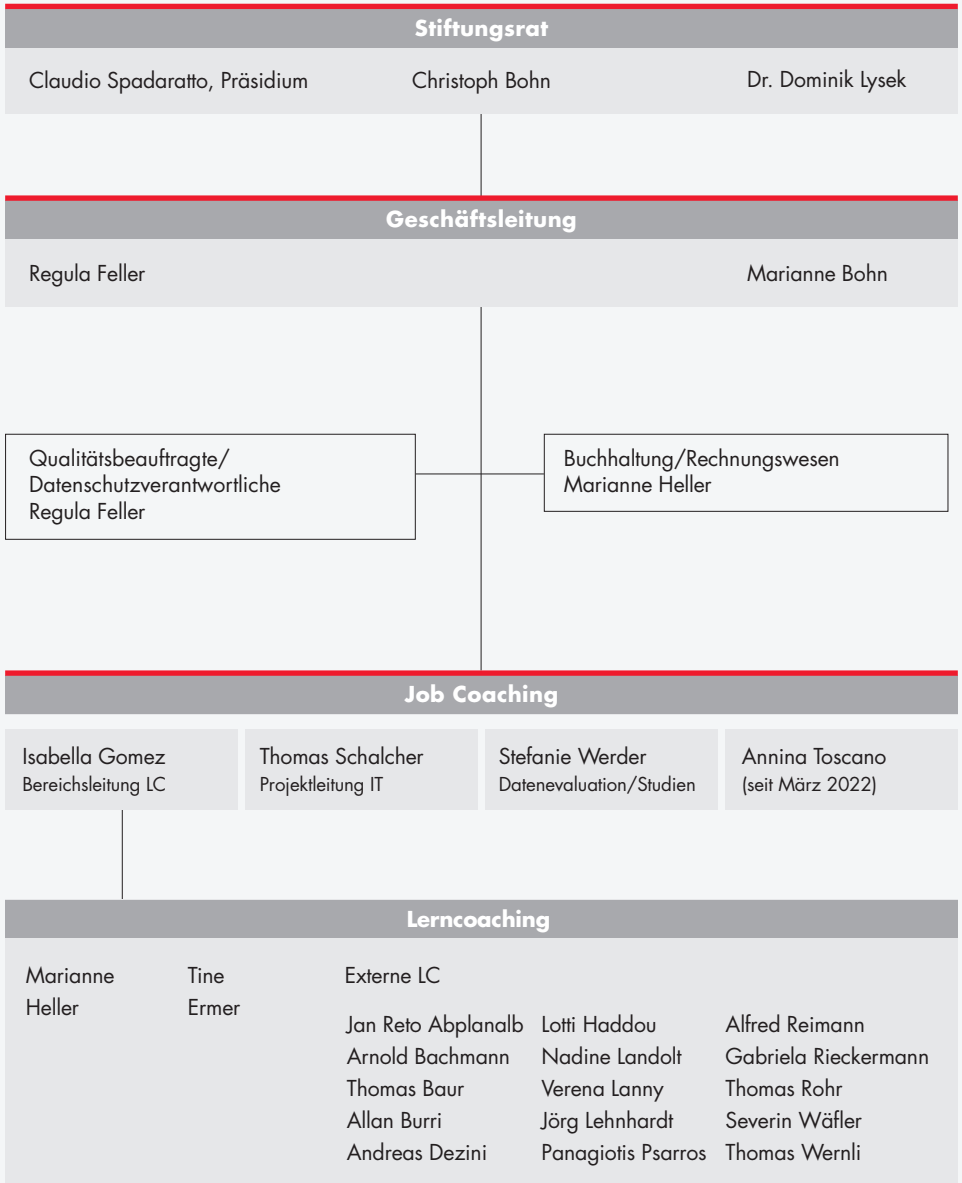 Stiftungsrat
Claudio Spadaratto, Präsidium
Christoph Bohn
Dr. Dominik Lysek
Geschäftsleitung
Regula Feller
Marianne Bohn
Qualitätsbeauftragte/
Datenschutzverantwortliche
Regula Feller
Buchhaltung/Rechnungswesen
Marianne Heller
Job Coaching
Isabella Gomez
Bereichsleitung LC
Thomas Schalcher
Projektleitung IT
Stefanie Werder
Datenevaluation/Studien
Annina Toscano
(seit März 2022)
Lerncoaching
Marianne
Heller
Tine
Ermer
Externe LC
Jan Reto Abplanalb
Arnold Bachmann
Thomas Baur
Allan Burri
Andreas Dezini
Lotti Haddou
Nadine Landolt
Verena Lanny
Jörg Lehnhardt
Panagiotis Psarros
Alfred Reimann
Gabriela Rieckermann
Thomas Rohr
Severin Wäfler
Thomas Wernli